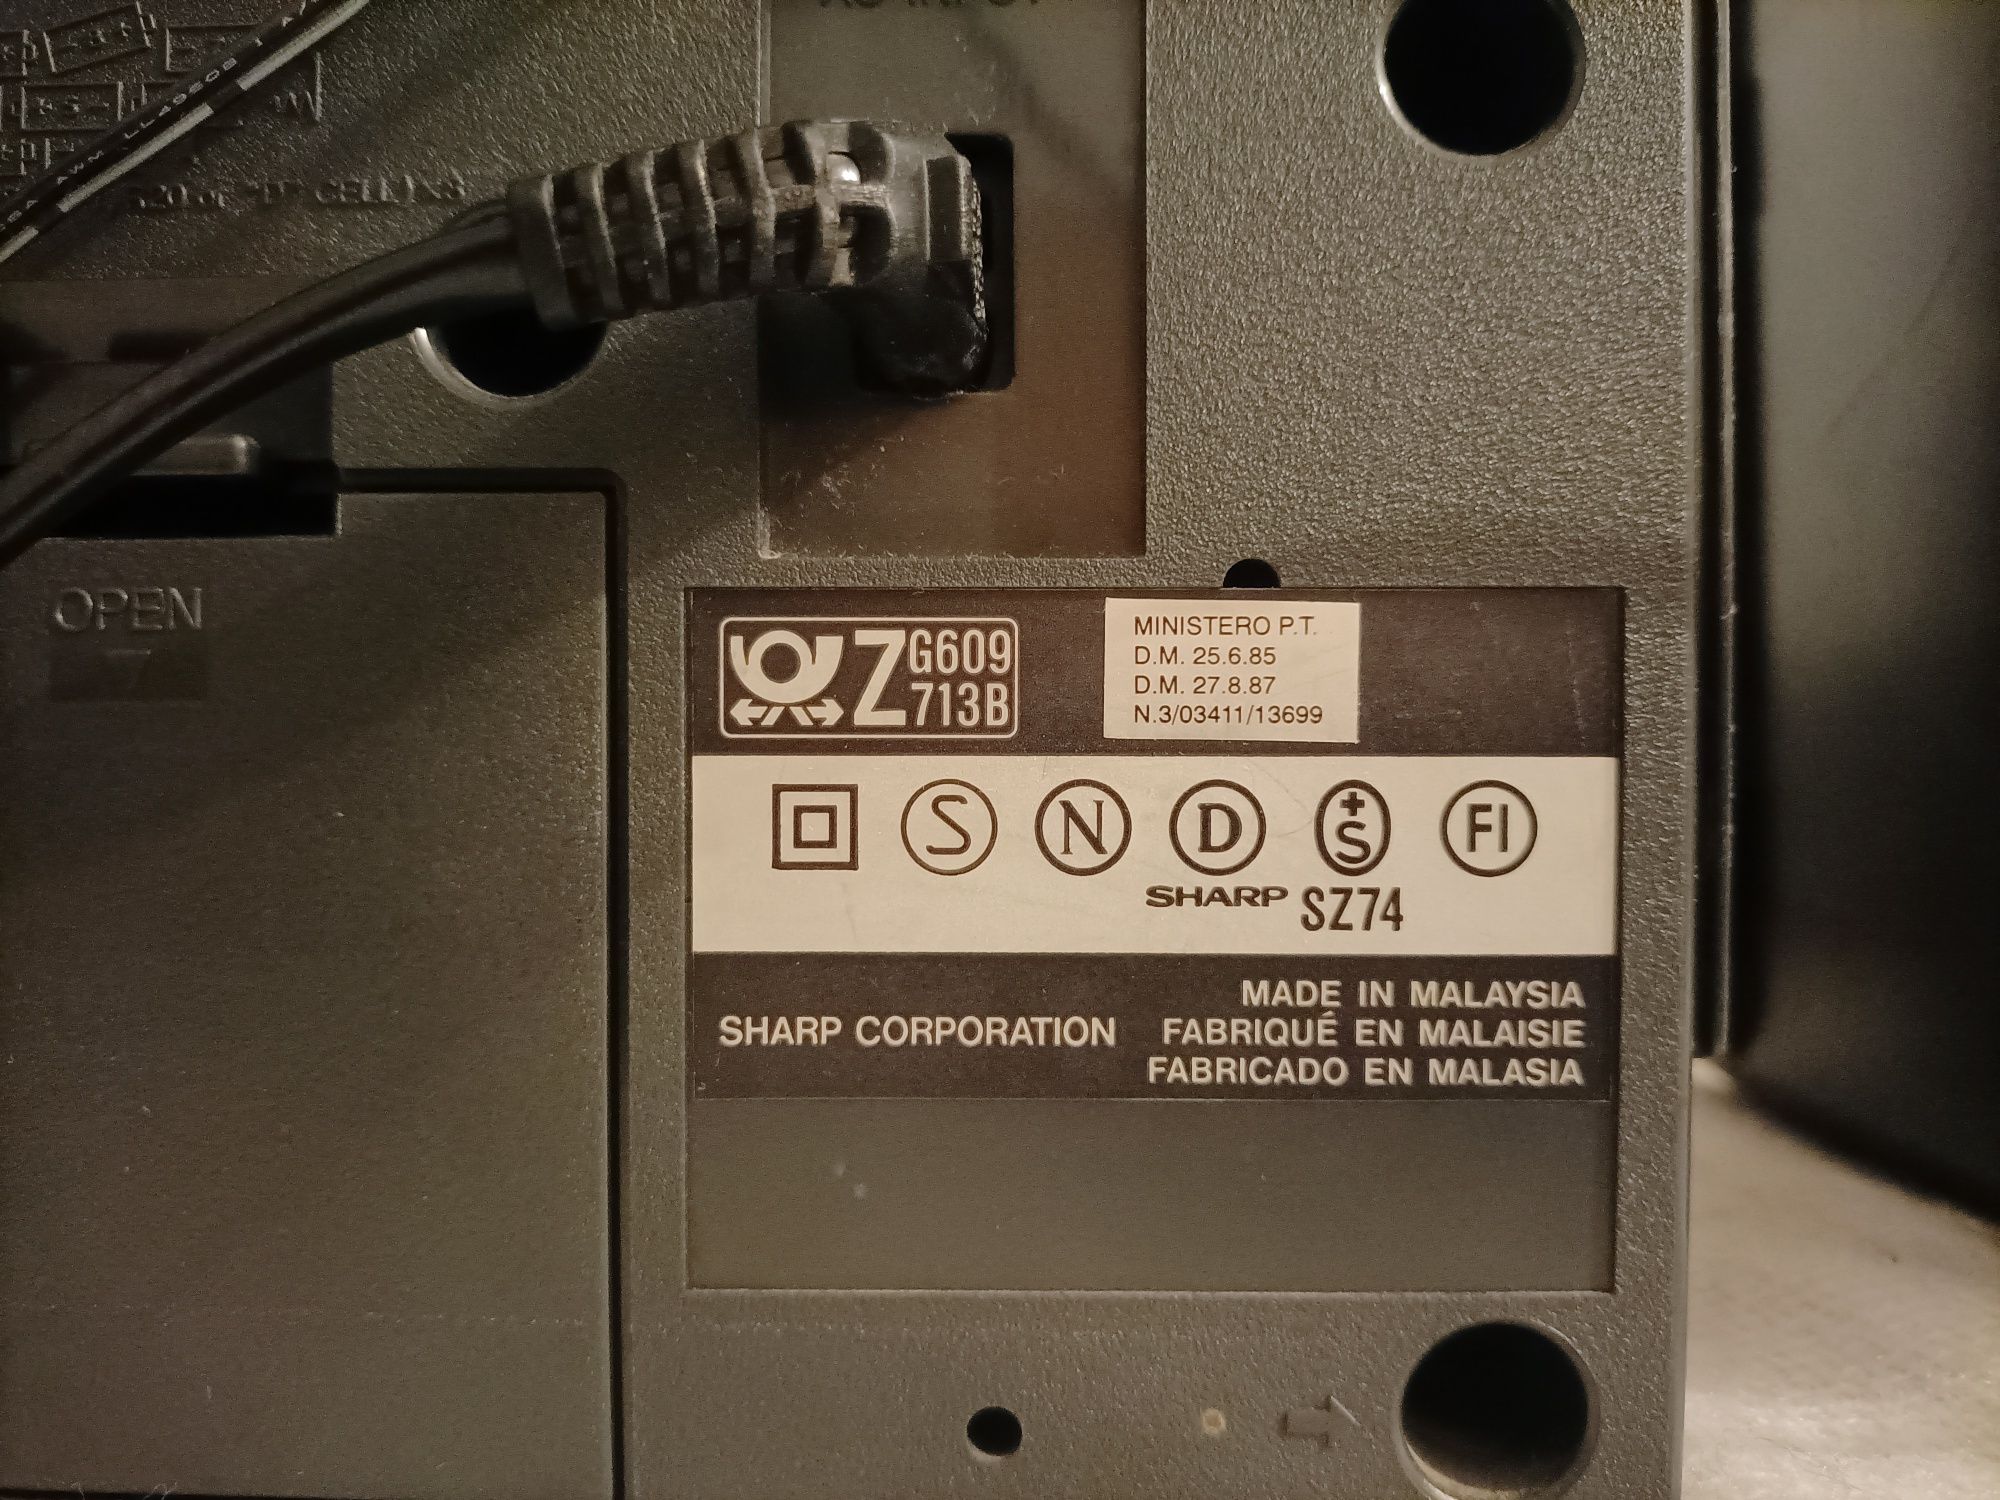 OPEN
Z G609
713B
MINISTERO P.T.
D.M. 25.6.85
D.M. 27.8.87
N.3/03411/13699
S N D +S FI
SHARP SZ74
SHARP CORPORATION
MADE IN MALAYSIA
FABRIQUÉ EN MALAISIE
FABRICADO EN MALASIA